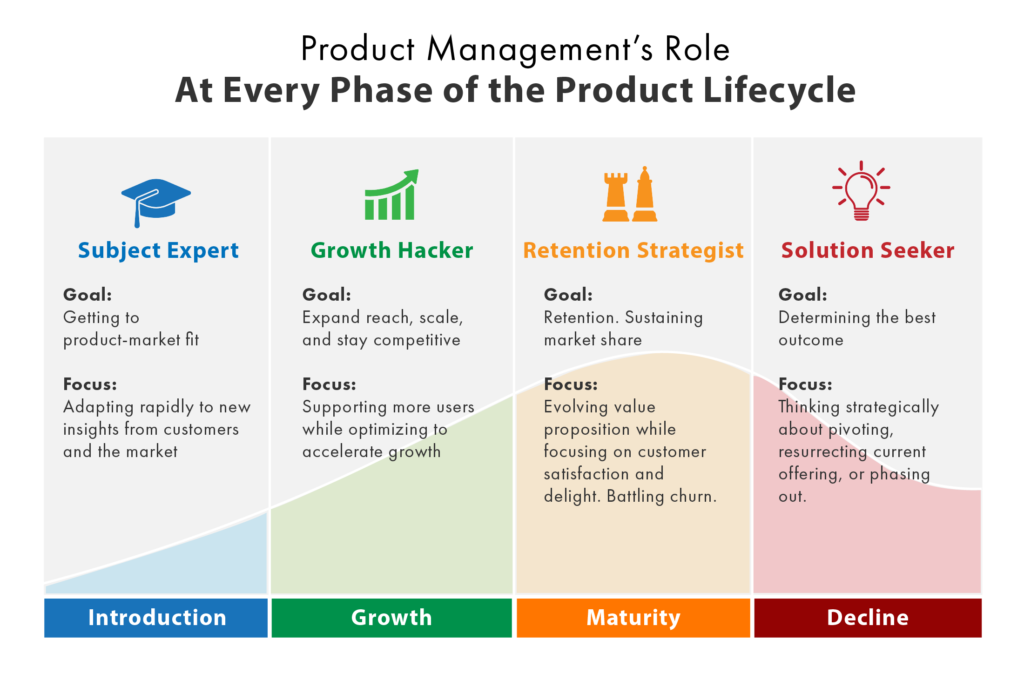 Product Management’s Role
At Every Phase of the Product Lifecycle
Subject Expert
Goal:
Getting to
product-market fit
Focus:
Adapting rapidly to new
insights from customers
and the market
Introduction
Growth Hacker
Goal:
Expand reach, scale,
and stay competitive
Focus:
Supporting more users
while optimizing to
accelerate growth
Growth
Retention Strategist
Goal:
Retention. Sustaining
market share
Focus:
Evolving value
proposition while
focusing on customer
satisfaction and
delight. Battling churn.
Maturity
Solution Seeker
Goal:
Determining the best
outcome
Focus:
Thinking strategically
about pivoting,
resurrecting current
offering, or phasing
out.
Decline